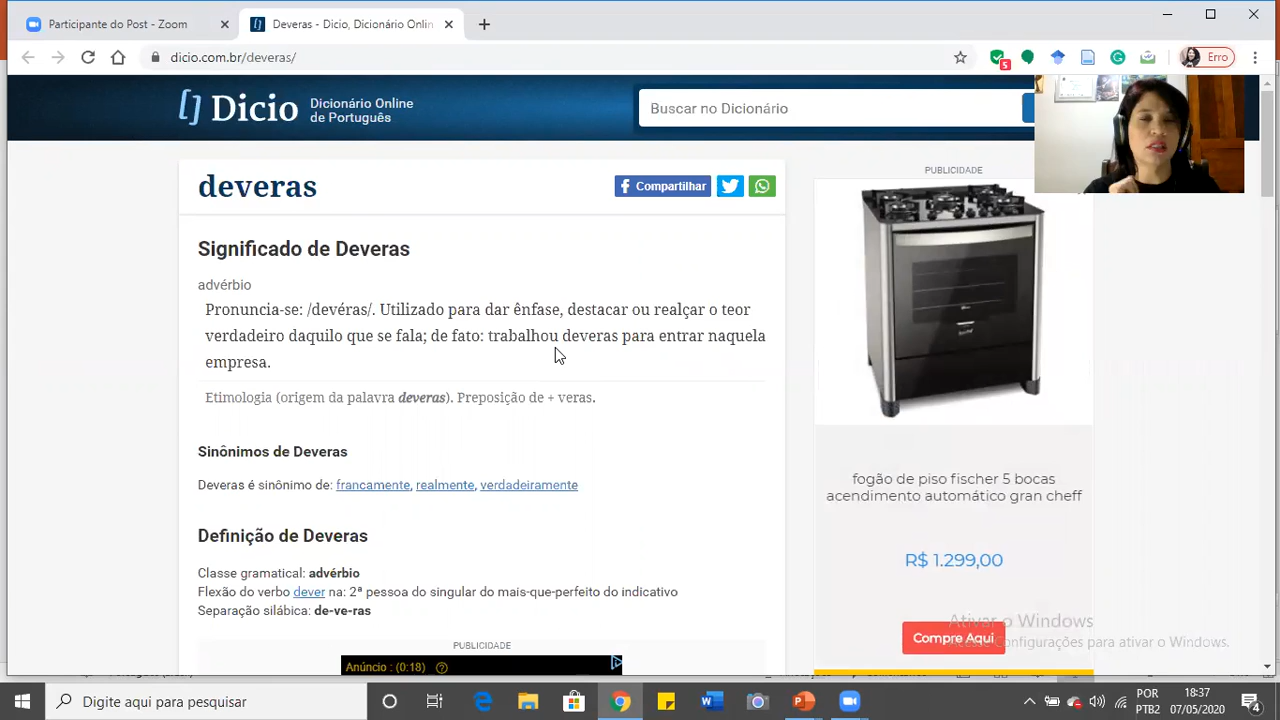 Participante do Post - Zoom
Deveras - Dicio, Dicionário Onlin
dicio.com.br/deveras/
5
Erro
Dicio
Dicionário Online
de Português
Buscar no Dicionário
deveras
Compartilhar
PUBLICIDADE
Significado de Deveras
advérbio
Pronuncia-se: /devéras/. Utilizado para dar ênfase, destacar ou realçar o teor
verdadeiro daquilo que se fala; de fato: trabalhou deveras para entrar naquela
empresa.
Etimologia (origem da palavra deveras). Preposição de + veras.
Sinônimos de Deveras
Deveras é sinônimo de: francamente, realmente, verdadeiramente
Definição de Deveras
Classe gramatical: advérbio
Flexão do verbo dever na: 2ª pessoa do singular do mais-que-perfeito do indicativo
Separação silábica: de-ve-ras
PUBLICIDADE
Anúncio : (0:18)
fogão de piso fischer 5 bocas
acendimento automático gran cheff
R$ 1.299,00
Compre Aqui
Ativar o Windows
Acesse Configurações para ativar o Windows.
Digite aqui para pesquisar
POR
PTB2
18:37
07/05/2020
4